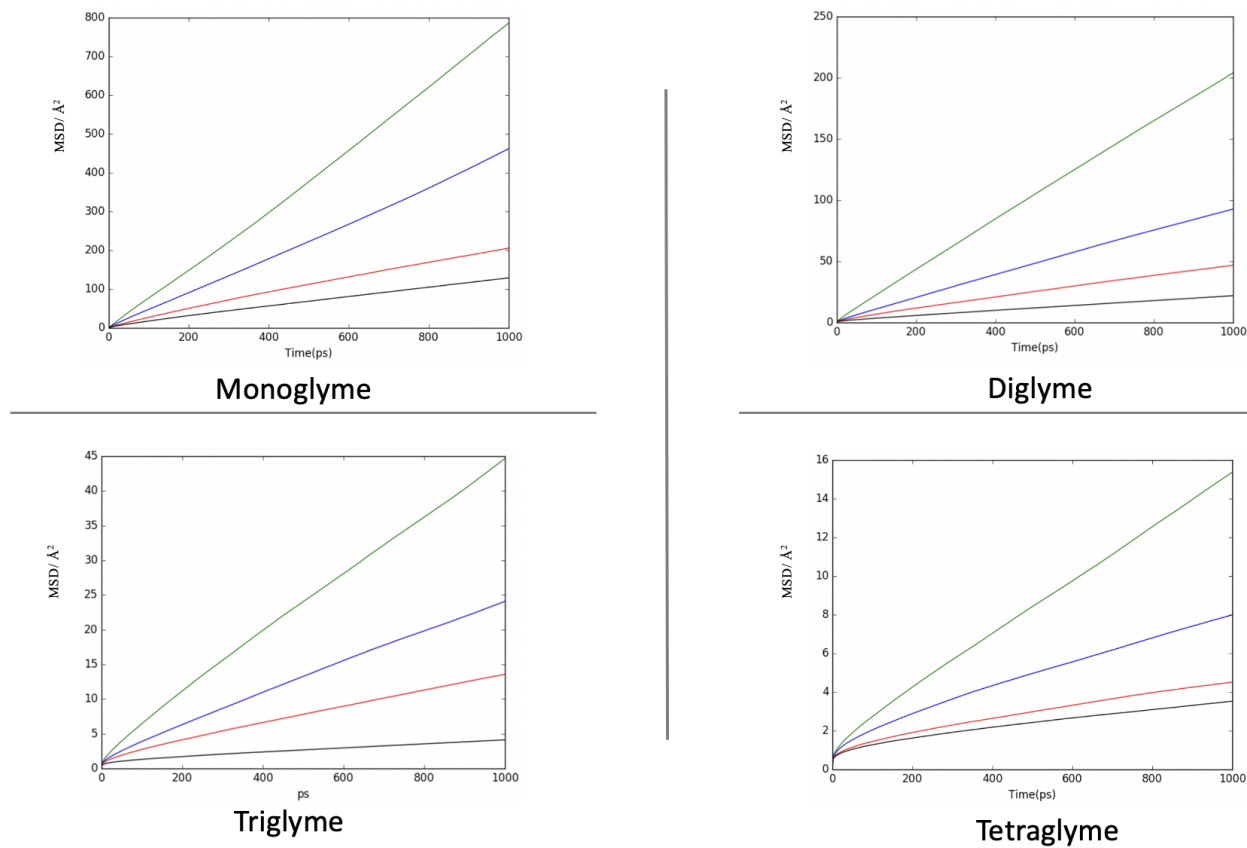 800
700
600
500
400
300
200
100
0
MSD/ Å²
0 200 400 600 800 1000
Time(ps)
Monoglyme
250
200
150
100
50
0
MSD/ Å²
0 200 400 600 800 1000
Time(ps)
Diglyme
45
40
35
30
25
20
15
10
5
0
MSD/ Å²
0 200 400 600 800 1000
ps
Triglyme
16
14
12
10
8
6
4
2
0
MSD/ Å²
0 200 400 600 800 1000
Time(ps)
Tetraglyme